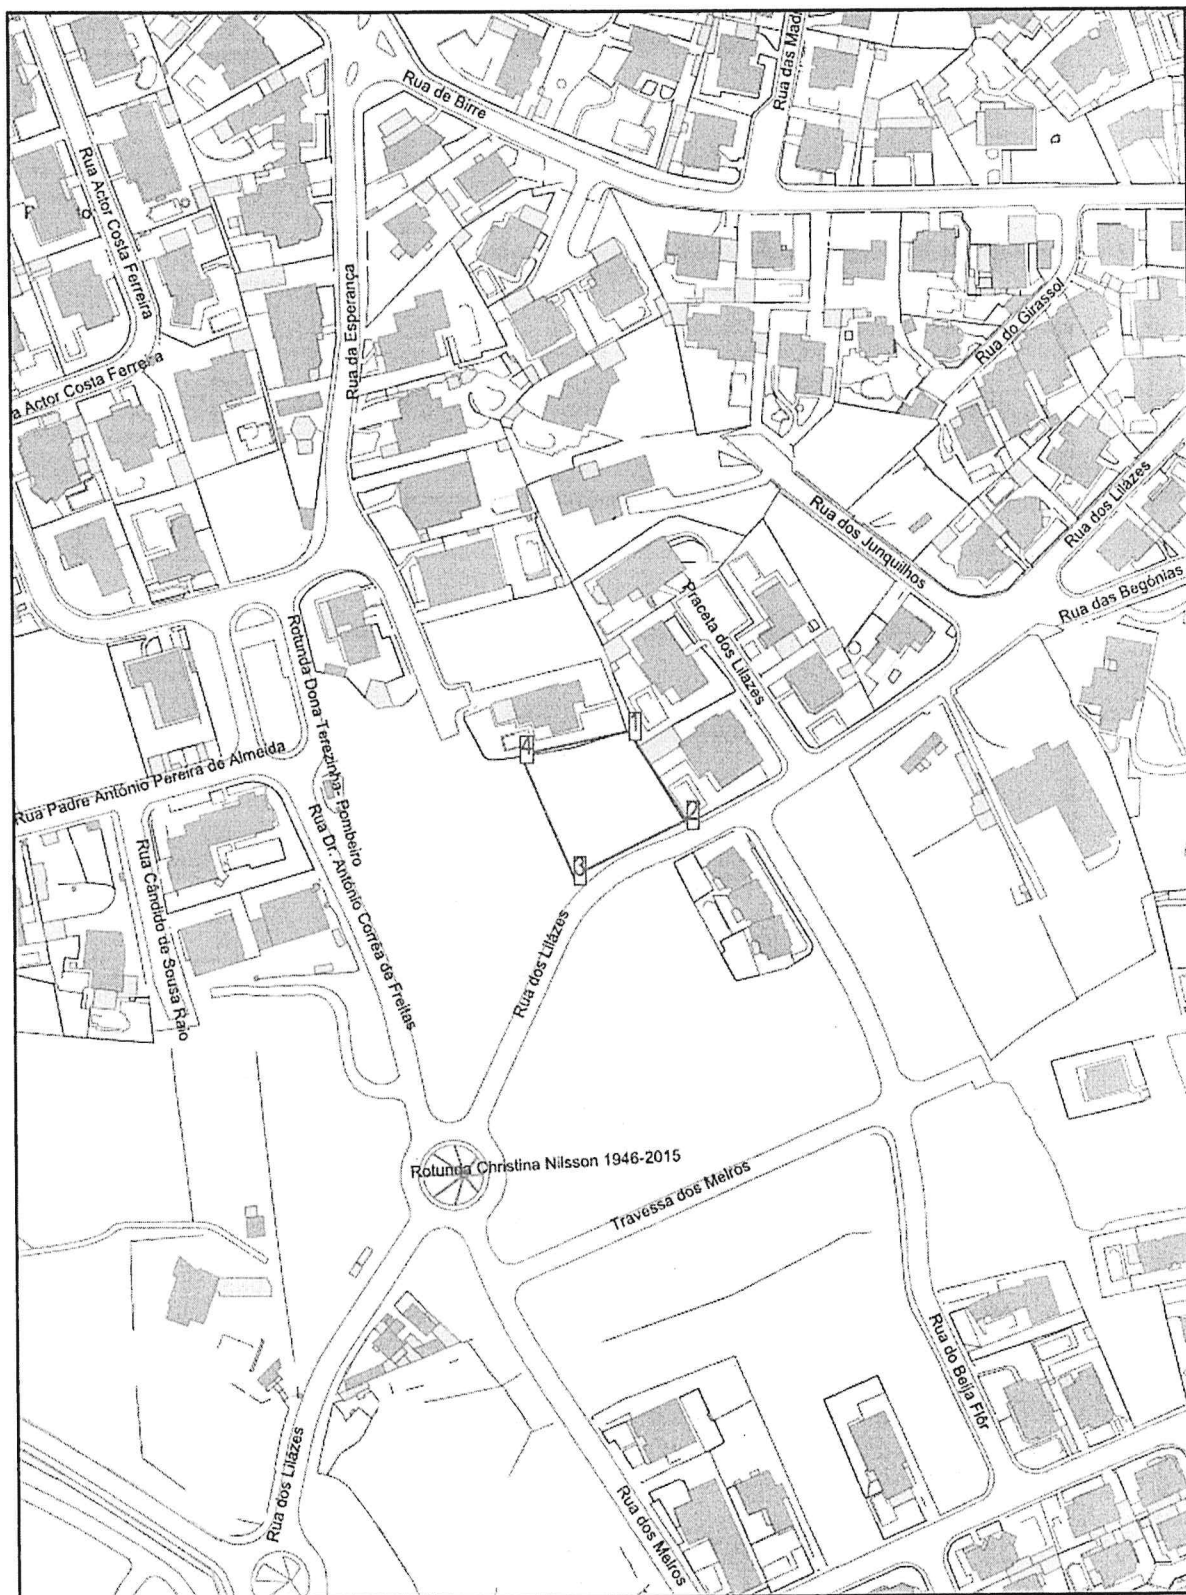 Rua de Birre
Rua das Mad
Rua Actor Costa Ferreira
a Actor Costa Ferreira
Rua da Esperança
Rua do Girassol
Rua dos Lilázes
Rua dos Junquilhos
Rua das Begónias
Praceta dos Lilazes
Rotunda Dona Terezinha- Pombeiro
Rua Padre António Pereira de Almeida
Rua Dr. António Corrêa de Freitas
Rua Cândido de Sousa Raio
1
4
2
3
Rua dos Lilázes
Rotunda Christina Nilsson 1946-2015
Travessa dos Melros
Rua do Beija Flôr
Rua dos Lilázes
Rua dos Melros